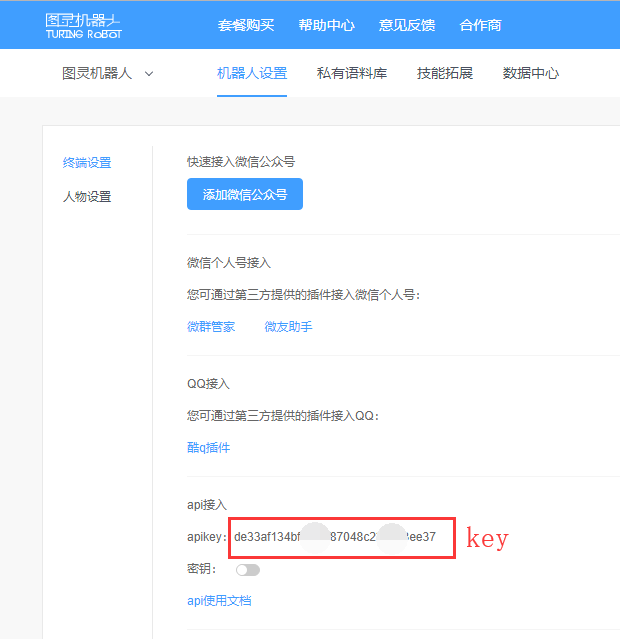 图灵机器人
TURING ROBOT
套餐购买 帮助中心 意见反馈 合作商
图灵机器人 机器人设置 私有语料库 技能拓展 数据中心
终端设置
人物设置
快速接入微信公众号
添加微信公众号
微信个人号接入
您可通过第三方提供的插件接入微信个人号：
微群管家 微友助手
QQ接入
您可通过第三方提供的插件接入QQ：
酷q插件
api接入
apikey： de33af134bf 87048c2 ee37 key
密钥：
api使用文档